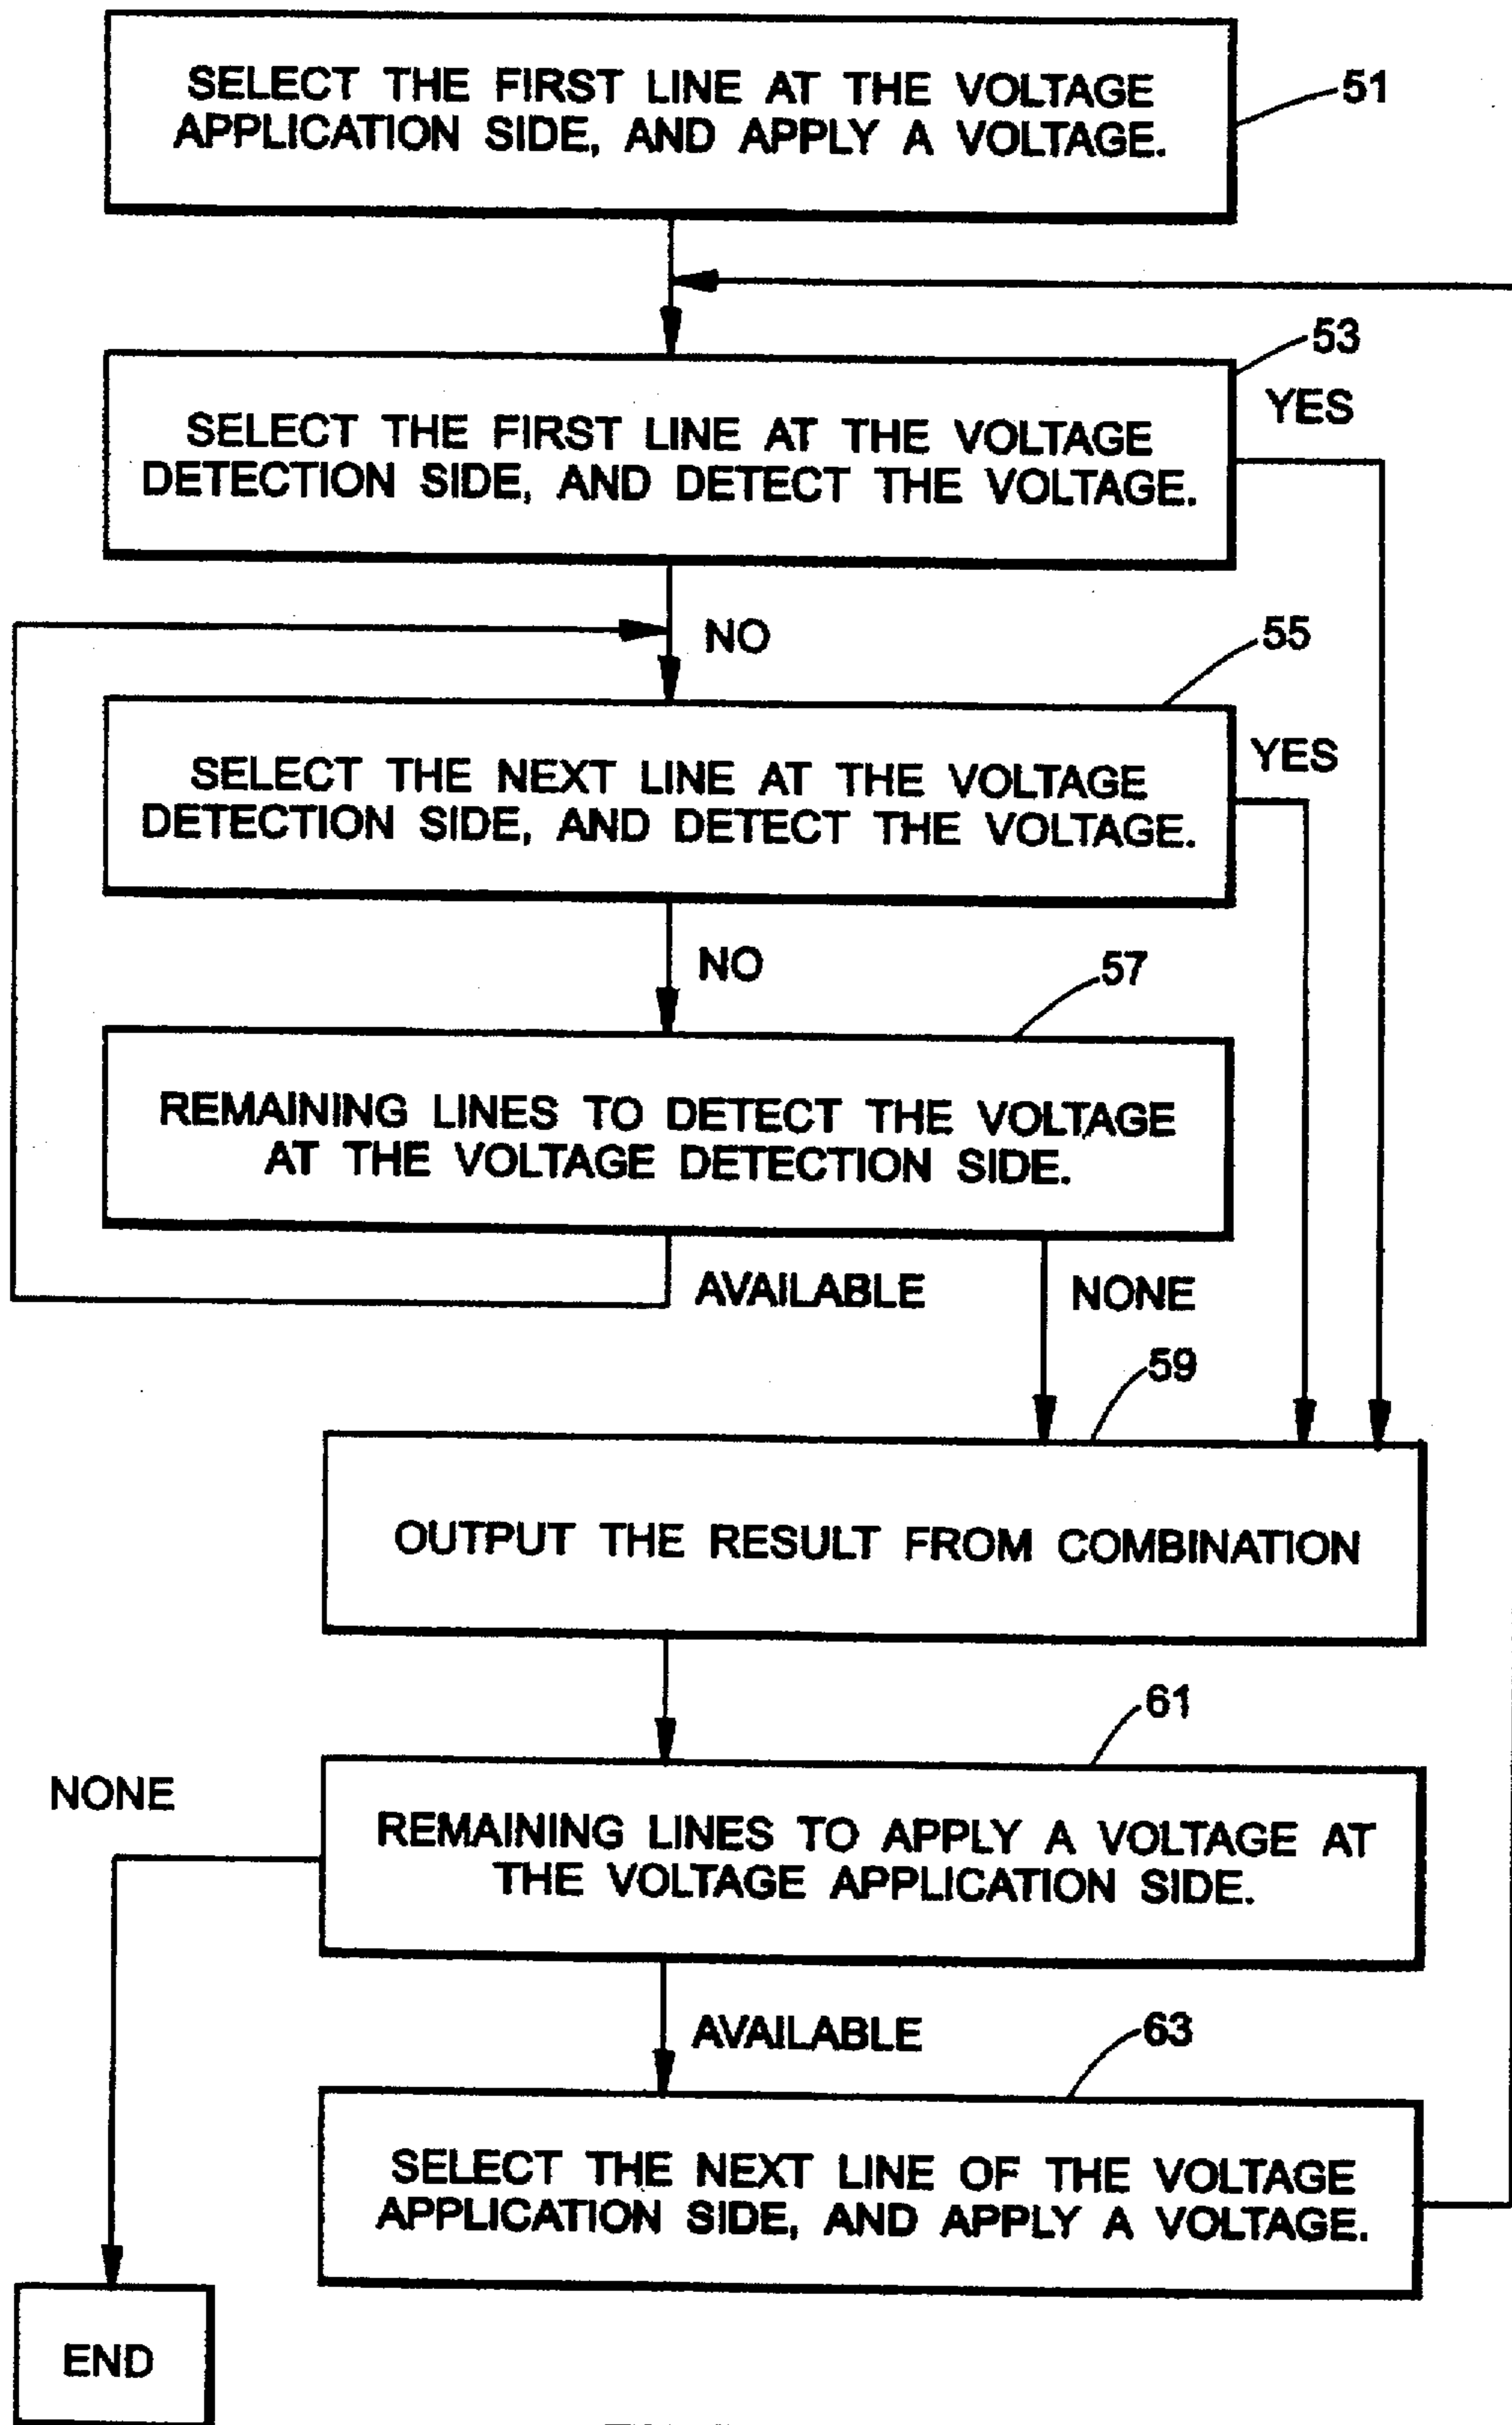 SELECT THE FIRST LINE AT THE VOLTAGE
APPLICATION SIDE, AND APPLY A VOLTAGE.
51
53
YES
SELECT THE FIRST LINE AT THE VOLTAGE
DETECTION SIDE, AND DETECT THE VOLTAGE.
NO
55
YES
SELECT THE NEXT LINE AT THE VOLTAGE
DETECTION SIDE, AND DETECT THE VOLTAGE.
NO
57
REMAINING LINES TO DETECT THE VOLTAGE
AT THE VOLTAGE DETECTION SIDE.
AVAILABLE
NONE
59
OUTPUT THE RESULT FROM COMBINATION
61
NONE
REMAINING LINES TO APPLY A VOLTAGE AT
THE VOLTAGE APPLICATION SIDE.
AVAILABLE
63
SELECT THE NEXT LINE OF THE VOLTAGE
APPLICATION SIDE, AND APPLY A VOLTAGE.
END